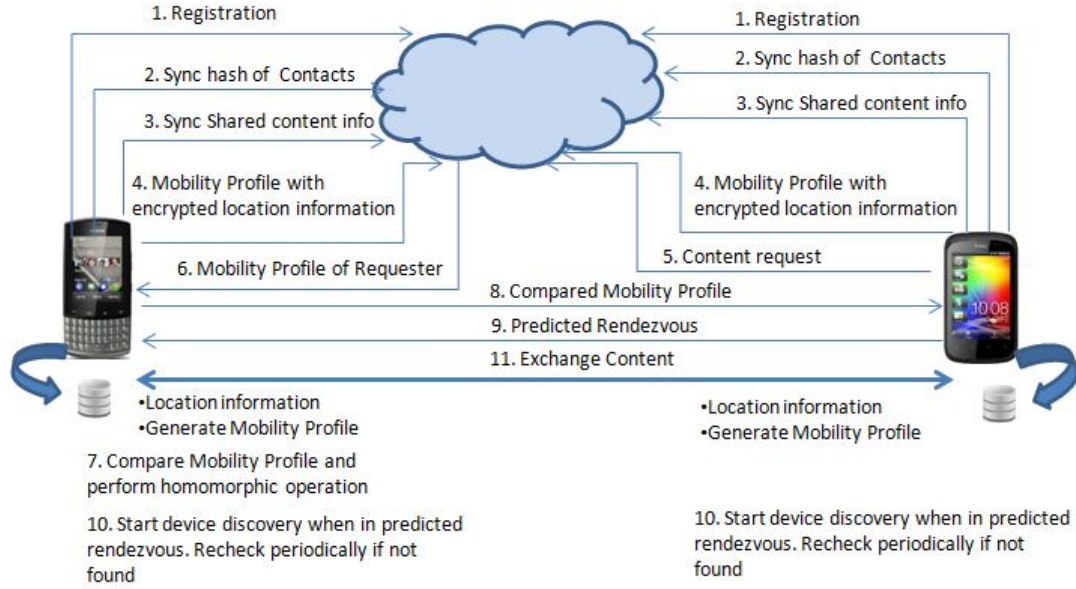 1. Registration
1. Registration
2. Sync hash of Contacts
2. Sync hash of Contacts
3. Sync Shared content info
3. Sync Shared content info
4. Mobility Profile with
encrypted location information
4. Mobility Profile with
encrypted location information
5. Content request
6. Mobility Profile of Requester
8. Compared Mobility Profile
9. Predicted Rendezvous
11. Exchange Content
10:08
•Location information
•Generate Mobility Profile
•Location information
•Generate Mobility Profile
7. Compare Mobility Profile and
perform homomorphic operation
10. Start device discovery when in predicted
rendezvous. Recheck periodically if not
found
10. Start device discovery when in predicted
rendezvous. Recheck periodically if not
found